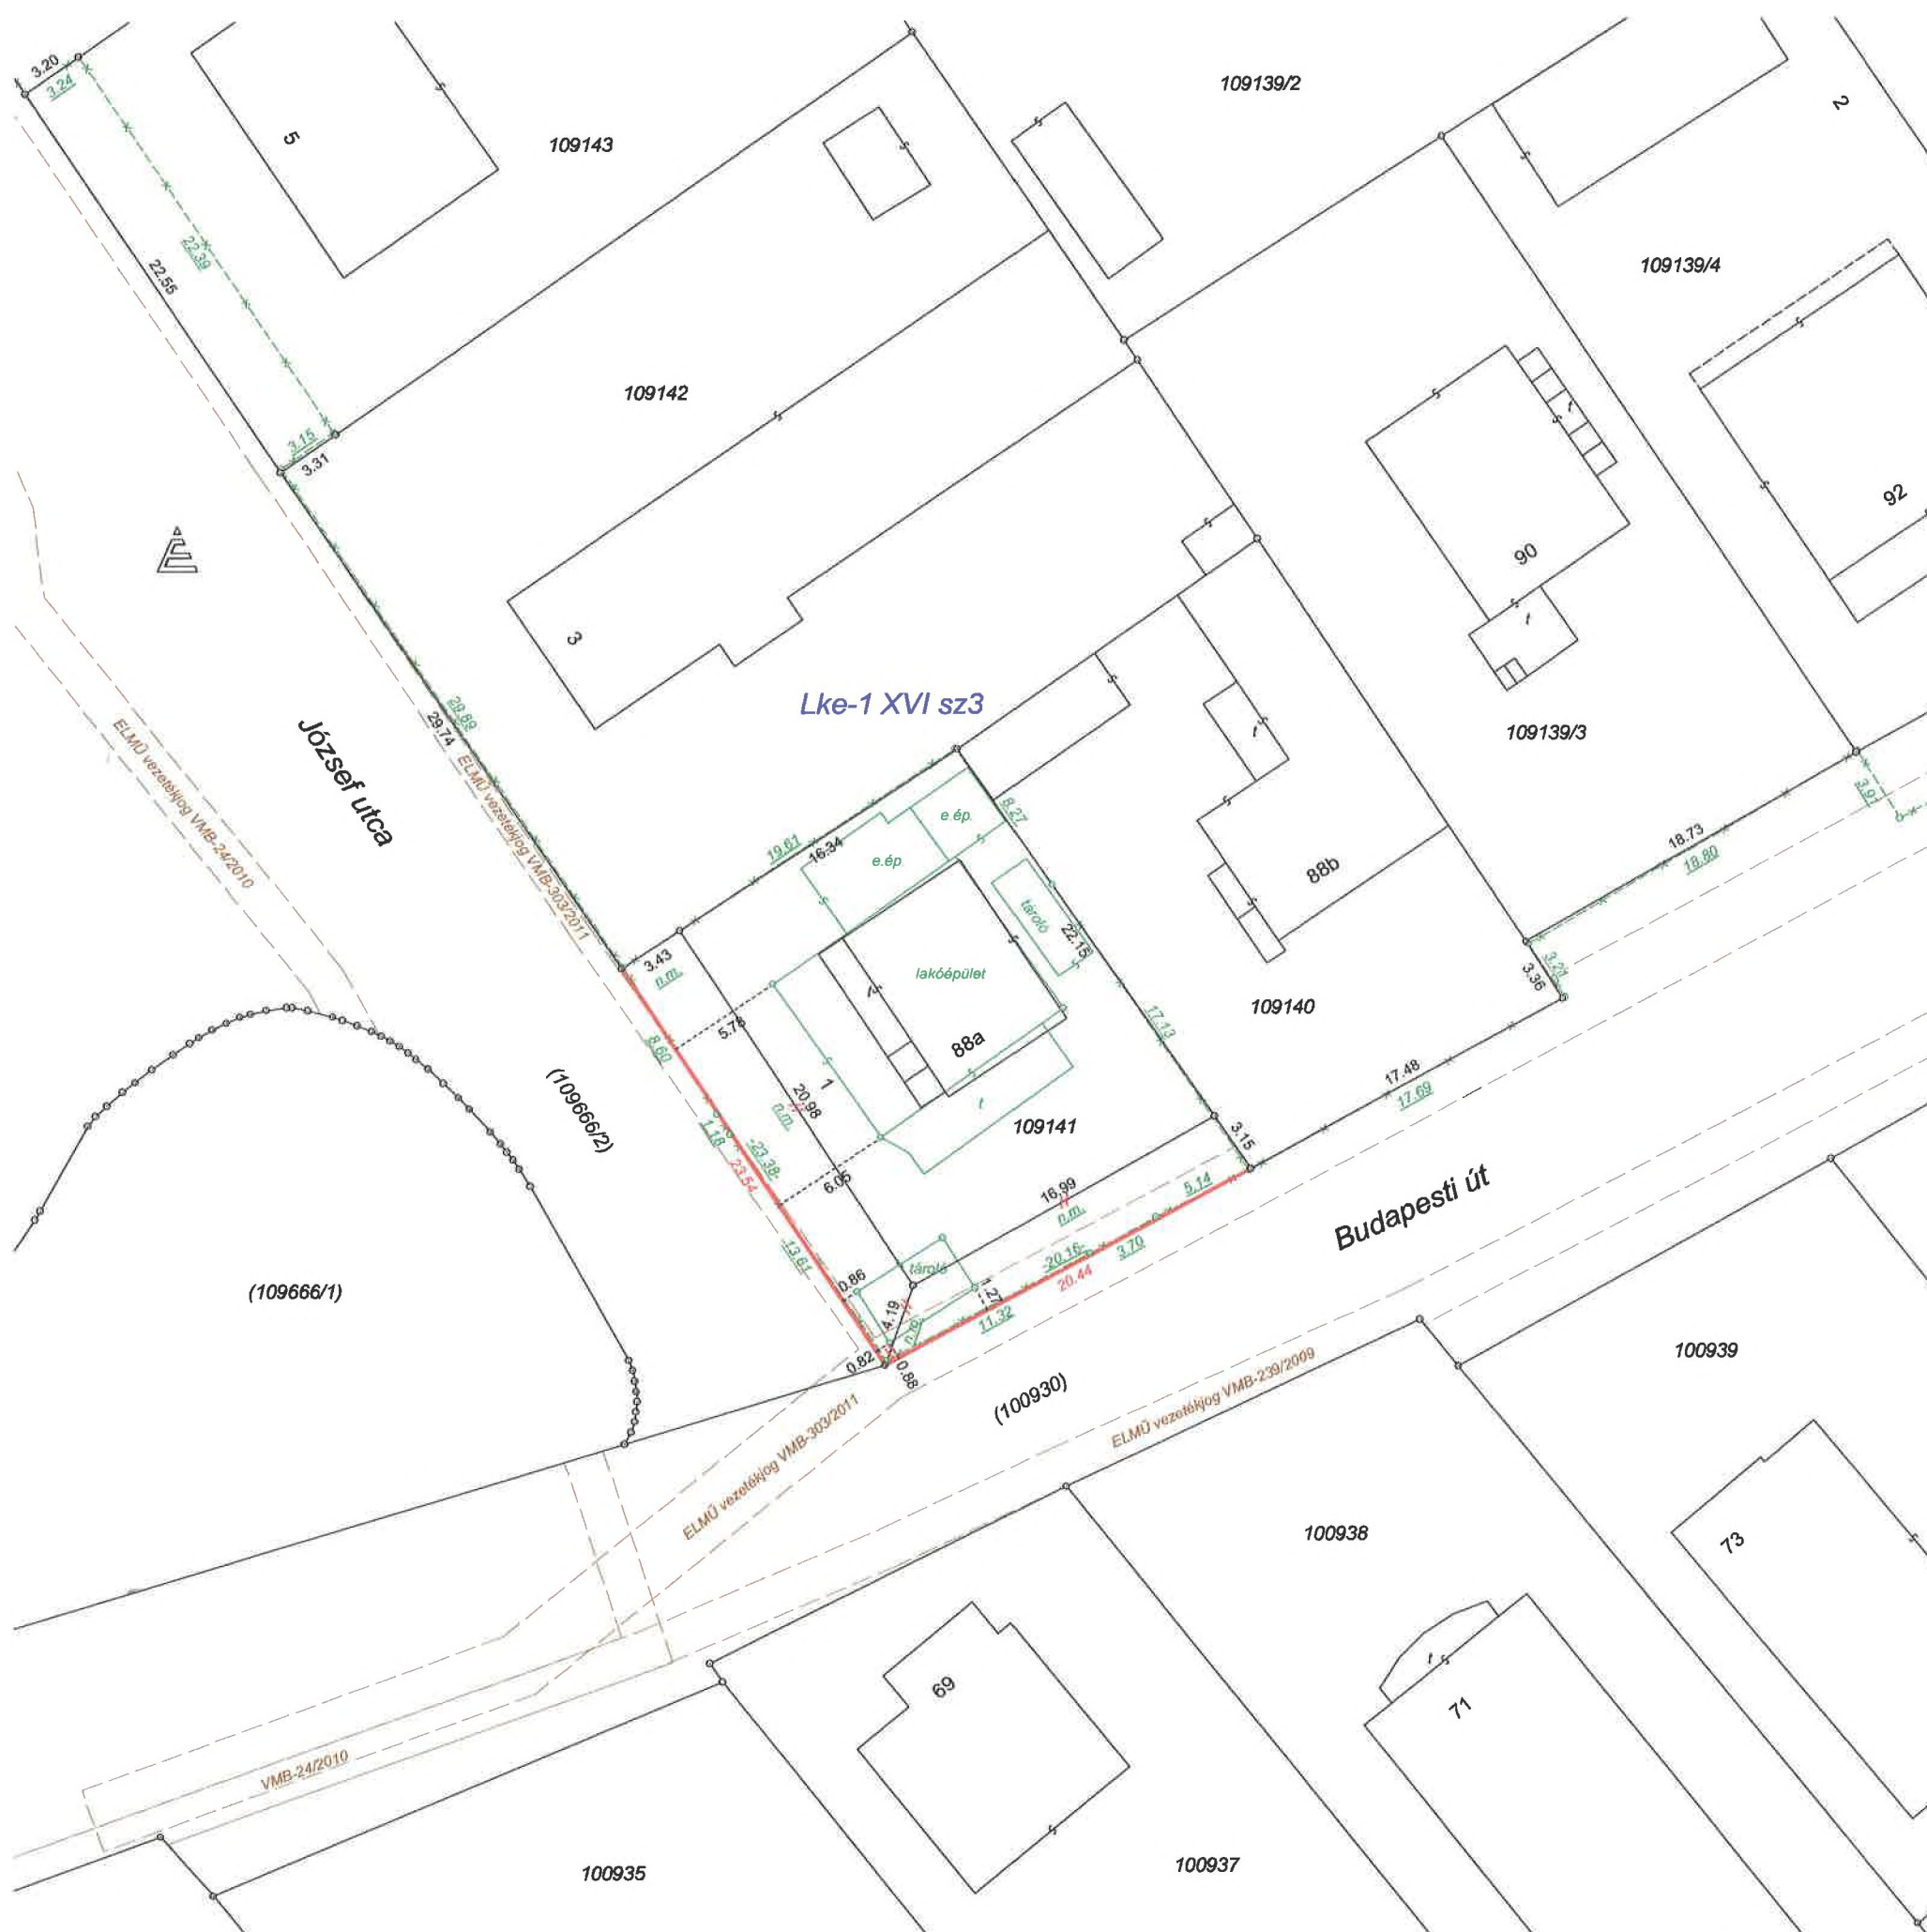 3.20
3.24
5
109143
109139/2
2
22.39
22.55
109139/4
109142
3.15
3.31
É
t
92
90
t
3
29.89
29.74
Lke-1 XVI sz3
109139/3
József utca
ELMŰ vezetékjog VMB-24/2010
ELMŰ vezetékjog VMB-303/2011
t
3.91
8.27
e.ép.
19.61
16.34
e.ép.
18.73
18.80
88b
tároló
22.15
3.43
n.m.
lakóépület
3.36
3.21
109140
5.78
88a
17.13
8.60
1
20.98
n.m.
t
17.48
17.69
(109666/2)
109141
3.15
1.18
-23.38-
23.54
6.05
16.99
n.m.
5.14
Budapesti út
13.61
-20.16-
3.70
20.44
0.86
tároló
1.27
11.32
4.19
n.m.
(109666/1)
0.82
0.88
100939
(100930)
ELMŰ vezetékjog VMB-239/2009
ELMŰ vezetékjog VMB-303/2011
100938
73
t
69
71
VMB-24/2010
100935
100937